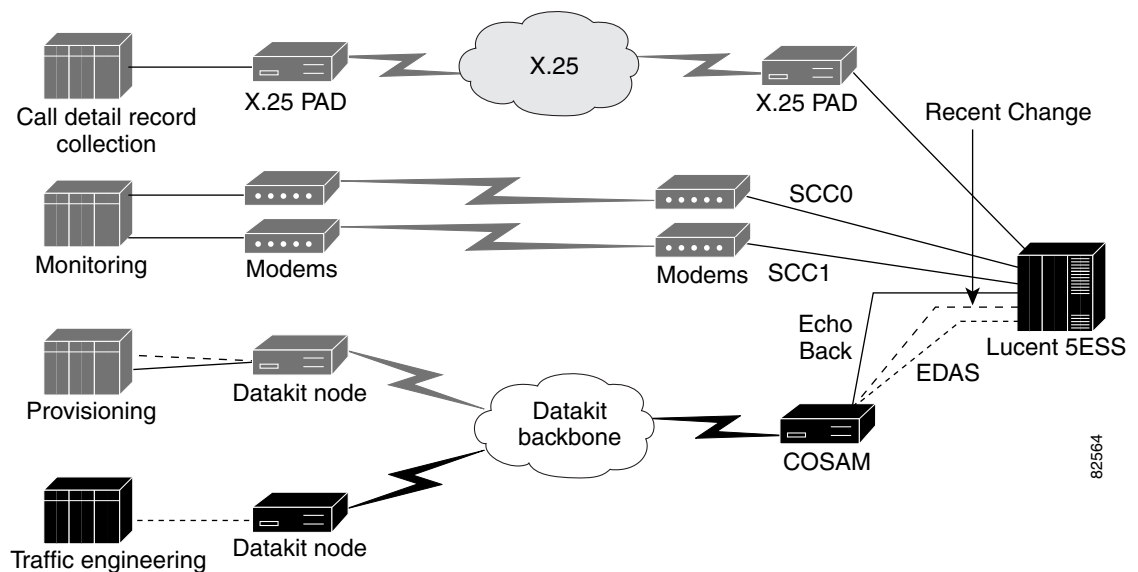 X.25
X.25 PAD
X.25 PAD
Call detail record
collection
Recent Change
SCC0
Monitoring
Modems
Modems
SCC1
Echo
Back
Lucent 5ESS
EDAS
Provisioning
Datakit node
Datakit
backbone
COSAM
82564
Traffic engineering
Datakit node